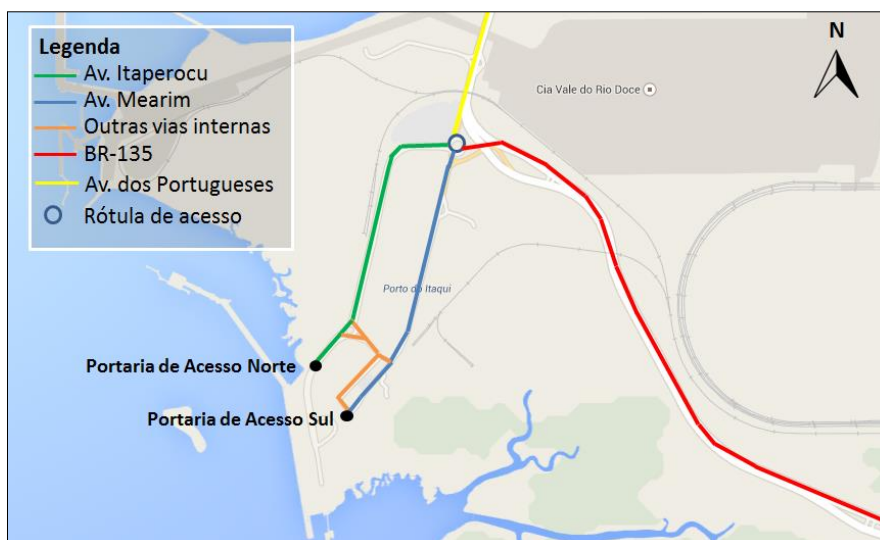 Legenda
Av. Itaperocu
Av. Mearim
Outras vias internas
BR-135
Av. dos Portugueses
Rótula de acesso
N
Cia Vale do Rio Doce
Porto do Itaqui
Portaria de Acesso Norte
Portaria de Acesso Sul